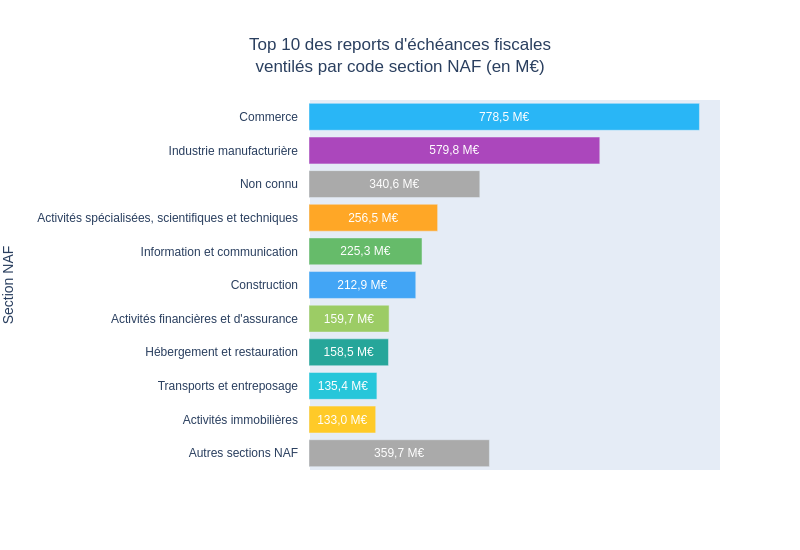 Top 10 des reports d'échéances fiscales
ventilés par code section NAF (en M€)
Section NAF
Commerce 778,5 M€
Industrie manufacturière 579,8 M€
Non connu 340,6 M€
Activités spécialisées, scientifiques et techniques 256,5 M€
Information et communication 225,3 M€
Construction 212,9 M€
Activités financières et d'assurance 159,7 M€
Hébergement et restauration 158,5 M€
Transports et entreposage 135,4 M€
Activités immobilières 133,0 M€
Autres sections NAF 359,7 M€